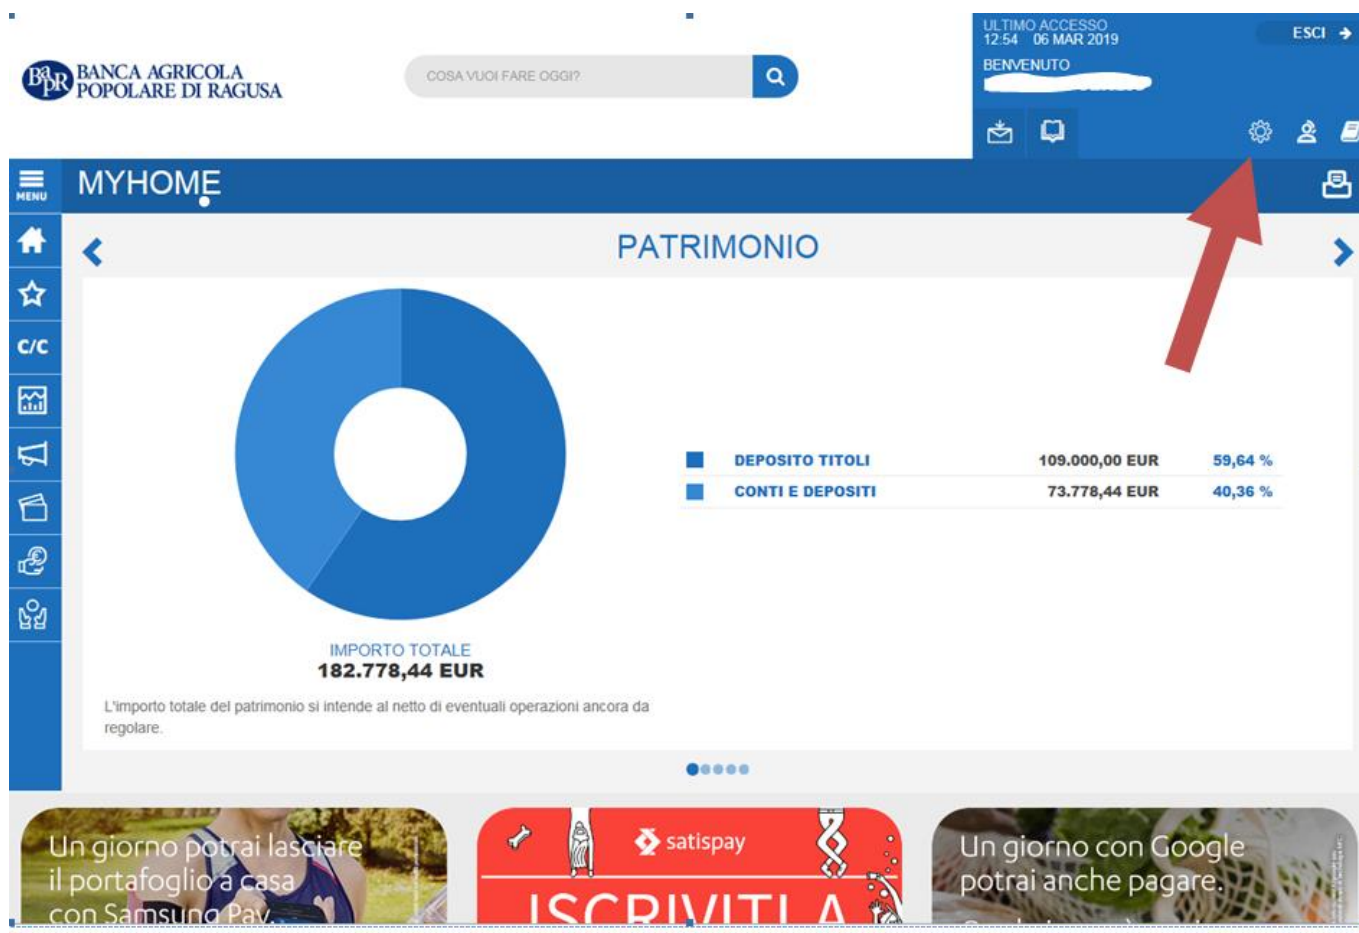 ULTIMO ACCESSO
12:54 06 MAR 2019
ESCI
BENVENUTO
BAPR BANCA AGRICOLA
POPOLARE DI RAGUSA
COSA VUOI FARE OGGI?
MENU
MYHOME
PATRIMONIO
C/C
DEPOSITO TITOLI 109.000,00 EUR 59,64 %
CONTI E DEPOSITI 73.778,44 EUR 40,36 %
IMPORTO TOTALE
182.778,44 EUR
L'importo totale del patrimonio si intende al netto di eventuali operazioni ancora da
regolare.
Un giorno potrai lasciare
il portafoglio a casa
con Samsung Pay.
satispay
ISCRIVITI A
Un giorno con Google
potrai anche pagare.